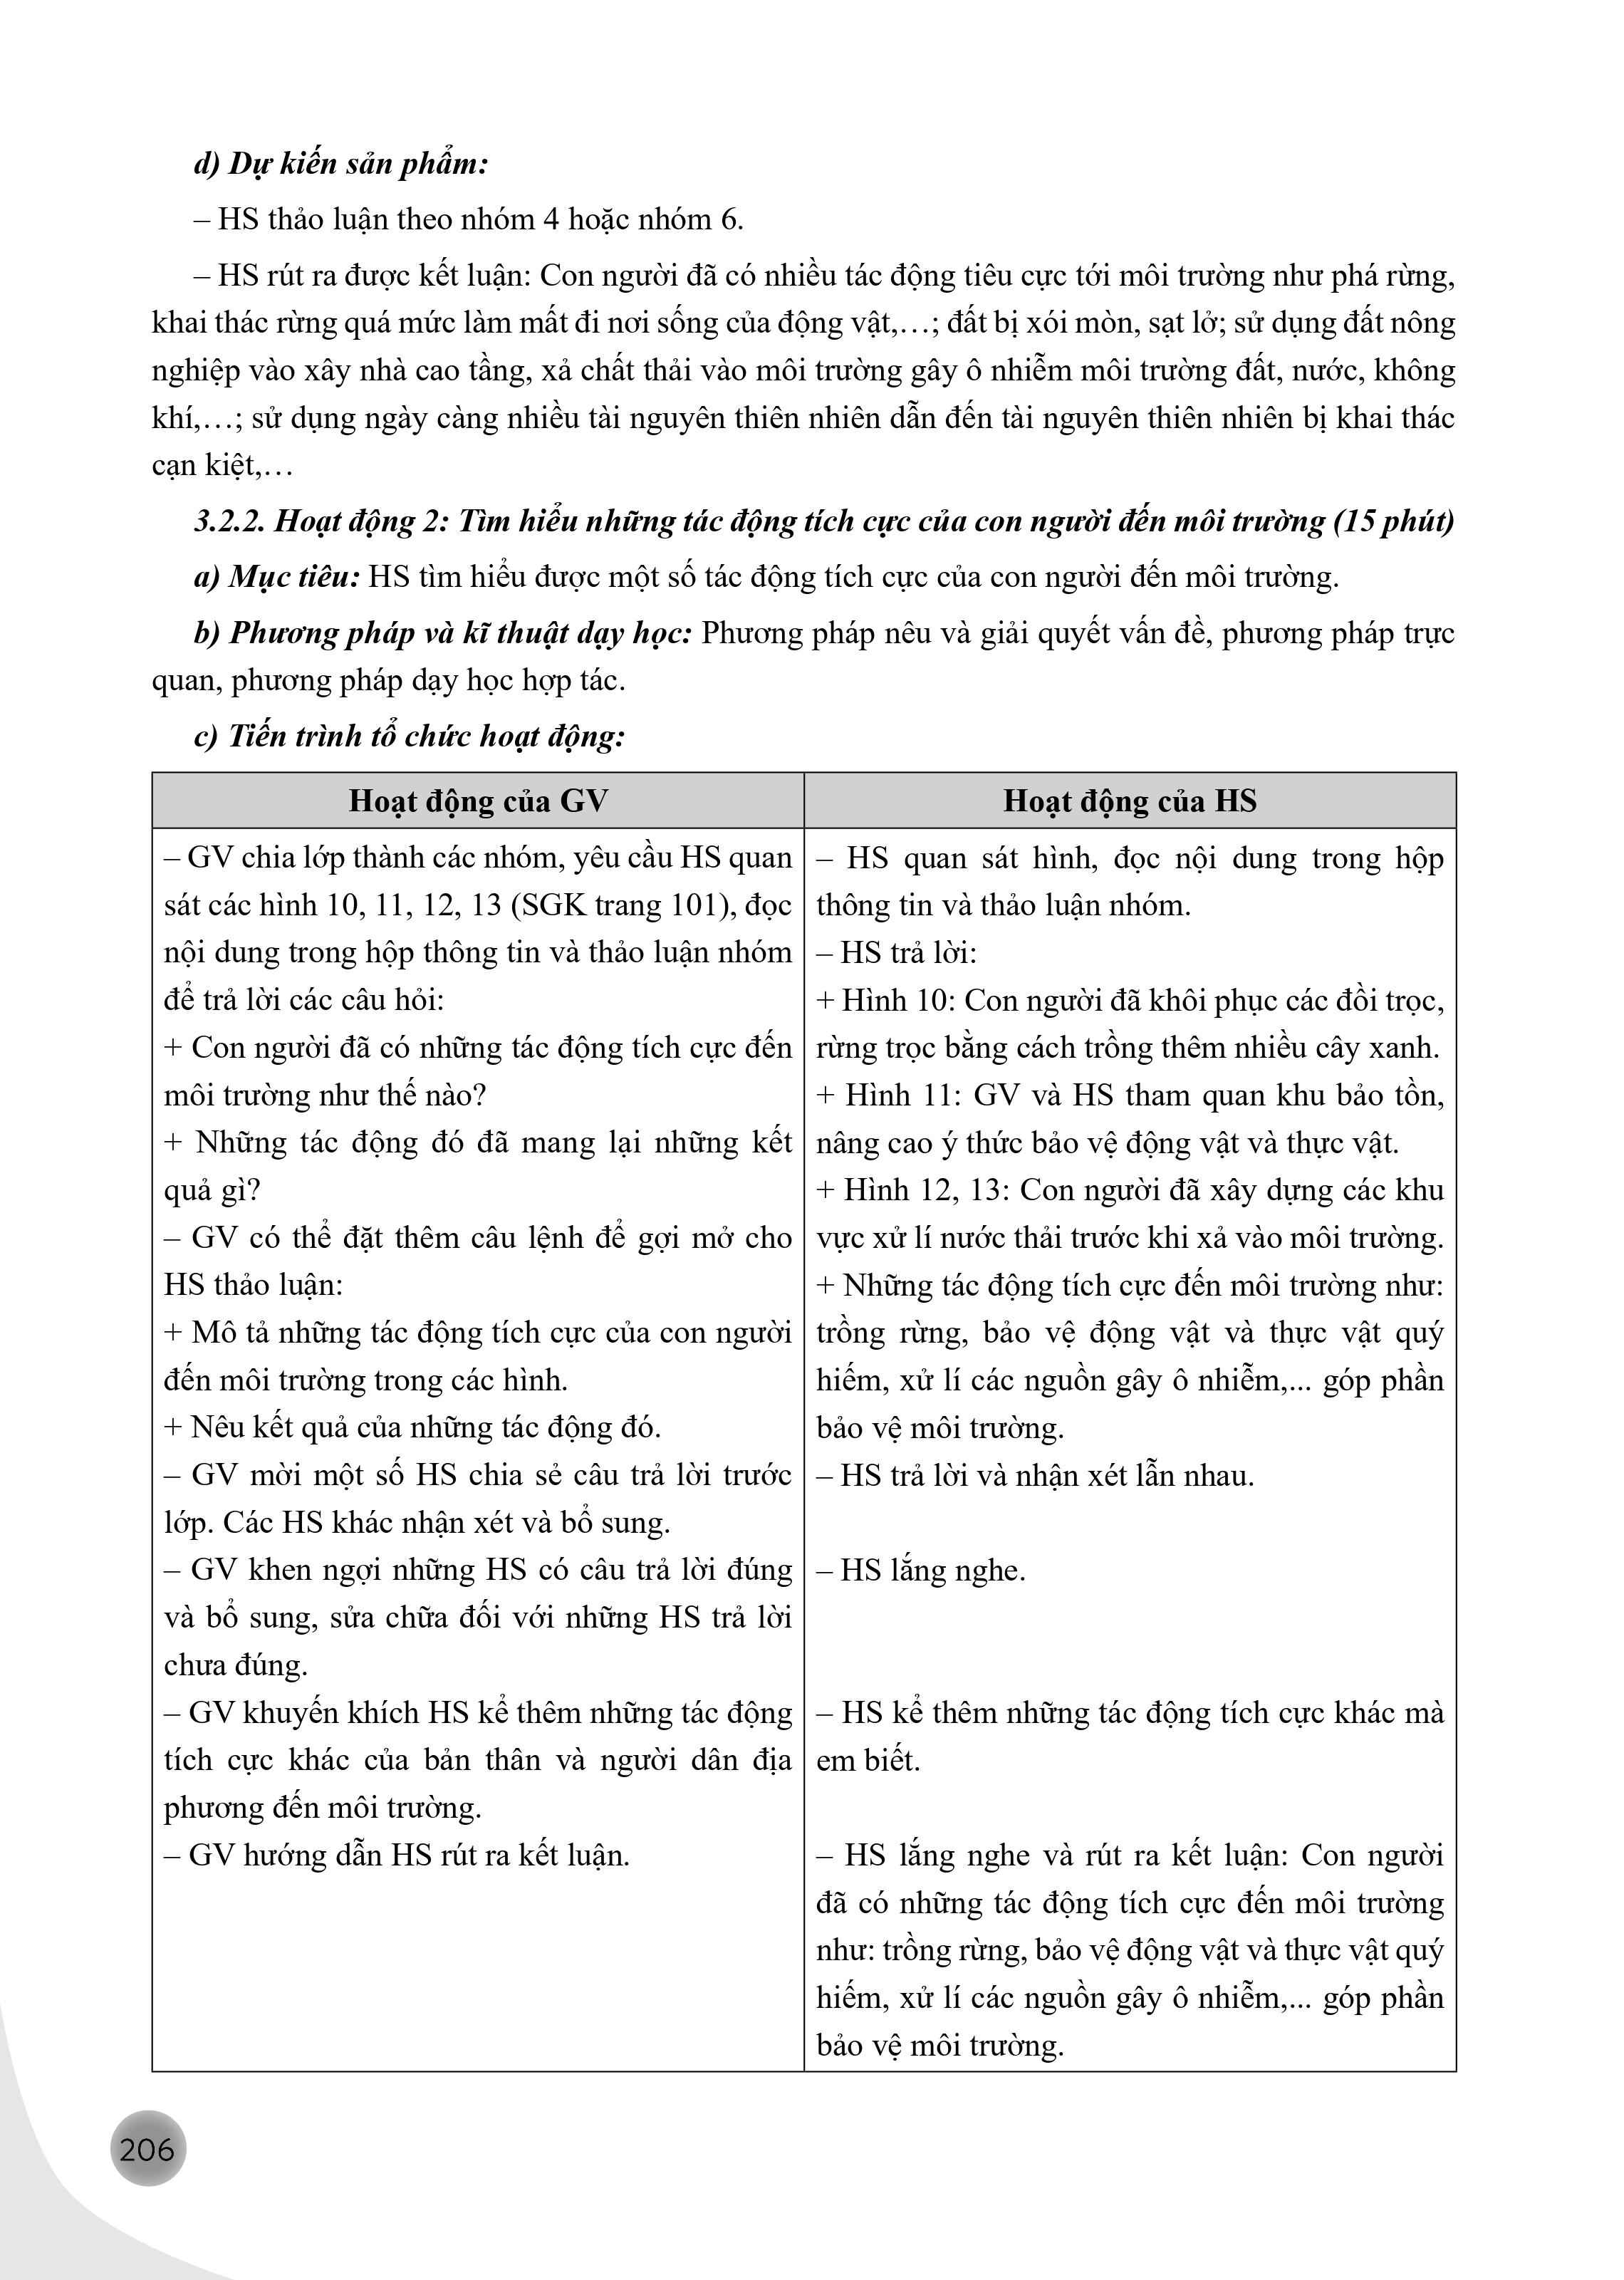 d) Dự kiến sản phẩm:
– HS thảo luận theo nhóm 4 hoặc nhóm 6.
– HS rút ra được kết luận: Con người đã có nhiều tác động tiêu cực tới môi trường như phá rừng,
khai thác rừng quá mức làm mất đi nơi sống của động vật,…; đất bị xói mòn, sạt lở; sử dụng đất nông
nghiệp vào xây nhà cao tầng, xả chất thải vào môi trường gây ô nhiễm môi trường đất, nước, không
khí,…; sử dụng ngày càng nhiều tài nguyên thiên nhiên dẫn đến tài nguyên thiên nhiên bị khai thác
cạn kiệt,…
3.2.2. Hoạt động 2: Tìm hiểu những tác động tích cực của con người đến môi trường (15 phút)
a) Mục tiêu: HS tìm hiểu được một số tác động tích cực của con người đến môi trường.
b) Phương pháp và kĩ thuật dạy học: Phương pháp nêu và giải quyết vấn đề, phương pháp trực
quan, phương pháp dạy học hợp tác.
c) Tiến trình tổ chức hoạt động:
Hoạt động của GV
– GV chia lớp thành các nhóm, yêu cầu HS quan
sát các hình 10, 11, 12, 13 (SGK trang 101), đọc
nội dung trong hộp thông tin và thảo luận nhóm
để trả lời các câu hỏi:
+ Con người đã có những tác động tích cực đến
môi trường như thế nào?
+ Những tác động đó đã mang lại những kết
quả gì?
– GV có thể đặt thêm câu lệnh để gợi mở cho
HS thảo luận:
+ Mô tả những tác động tích cực của con người
đến môi trường trong các hình.
+ Nêu kết quả của những tác động đó.
– GV mời một số HS chia sẻ câu trả lời trước
lớp. Các HS khác nhận xét và bổ sung.
– GV khen ngợi những HS có câu trả lời đúng
và bổ sung, sửa chữa đối với những HS trả lời
chưa đúng.
– GV khuyến khích HS kể thêm những tác động
tích cực khác của bản thân và người dân địa
phương đến môi trường.
– GV hướng dẫn HS rút ra kết luận.
Hoạt động của HS
– HS quan sát hình, đọc nội dung trong hộp
thông tin và thảo luận nhóm.
– HS trả lời:
+ Hình 10: Con người đã khôi phục các đồi trọc,
rừng trọc bằng cách trồng thêm nhiều cây xanh.
+ Hình 11: GV và HS tham quan khu bảo tồn,
nâng cao ý thức bảo vệ động vật và thực vật.
+ Hình 12, 13: Con người đã xây dựng các khu
vực xử lí nước thải trước khi xả vào môi trường.
+ Những tác động tích cực đến môi trường như:
trồng rừng, bảo vệ động vật và thực vật quý
hiếm, xử lí các nguồn gây ô nhiễm,... góp phần
bảo vệ môi trường.
– HS trả lời và nhận xét lẫn nhau.
– HS lắng nghe.
– HS kể thêm những tác động tích cực khác mà
em biết.
– HS lắng nghe và rút ra kết luận: Con người
đã có những tác động tích cực đến môi trường
như: trồng rừng, bảo vệ động vật và thực vật quý
hiếm, xử lí các nguồn gây ô nhiễm,... góp phần
bảo vệ môi trường.
206